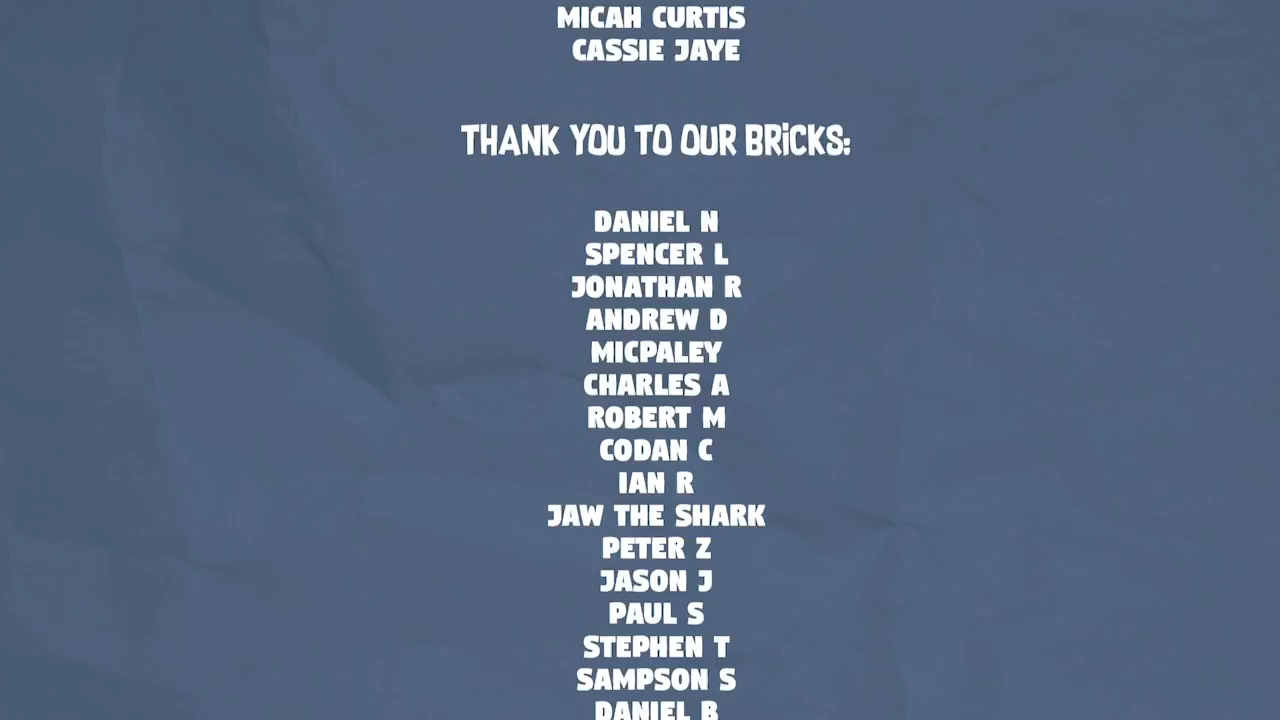 MICAH CURTIS
CASSIE JAYE
THANK YOU TO OUR BRICKS:
DANIEL N
SPENCER L
JONATHAN R
ANDREW D
MICPALEY
CHARLES A
ROBERT M
CODAN C
IAN R
JAW THE SHARK
PETER Z
JASON J
PAUL S
STEPHEN T
SAMPSON S
DANIEL B